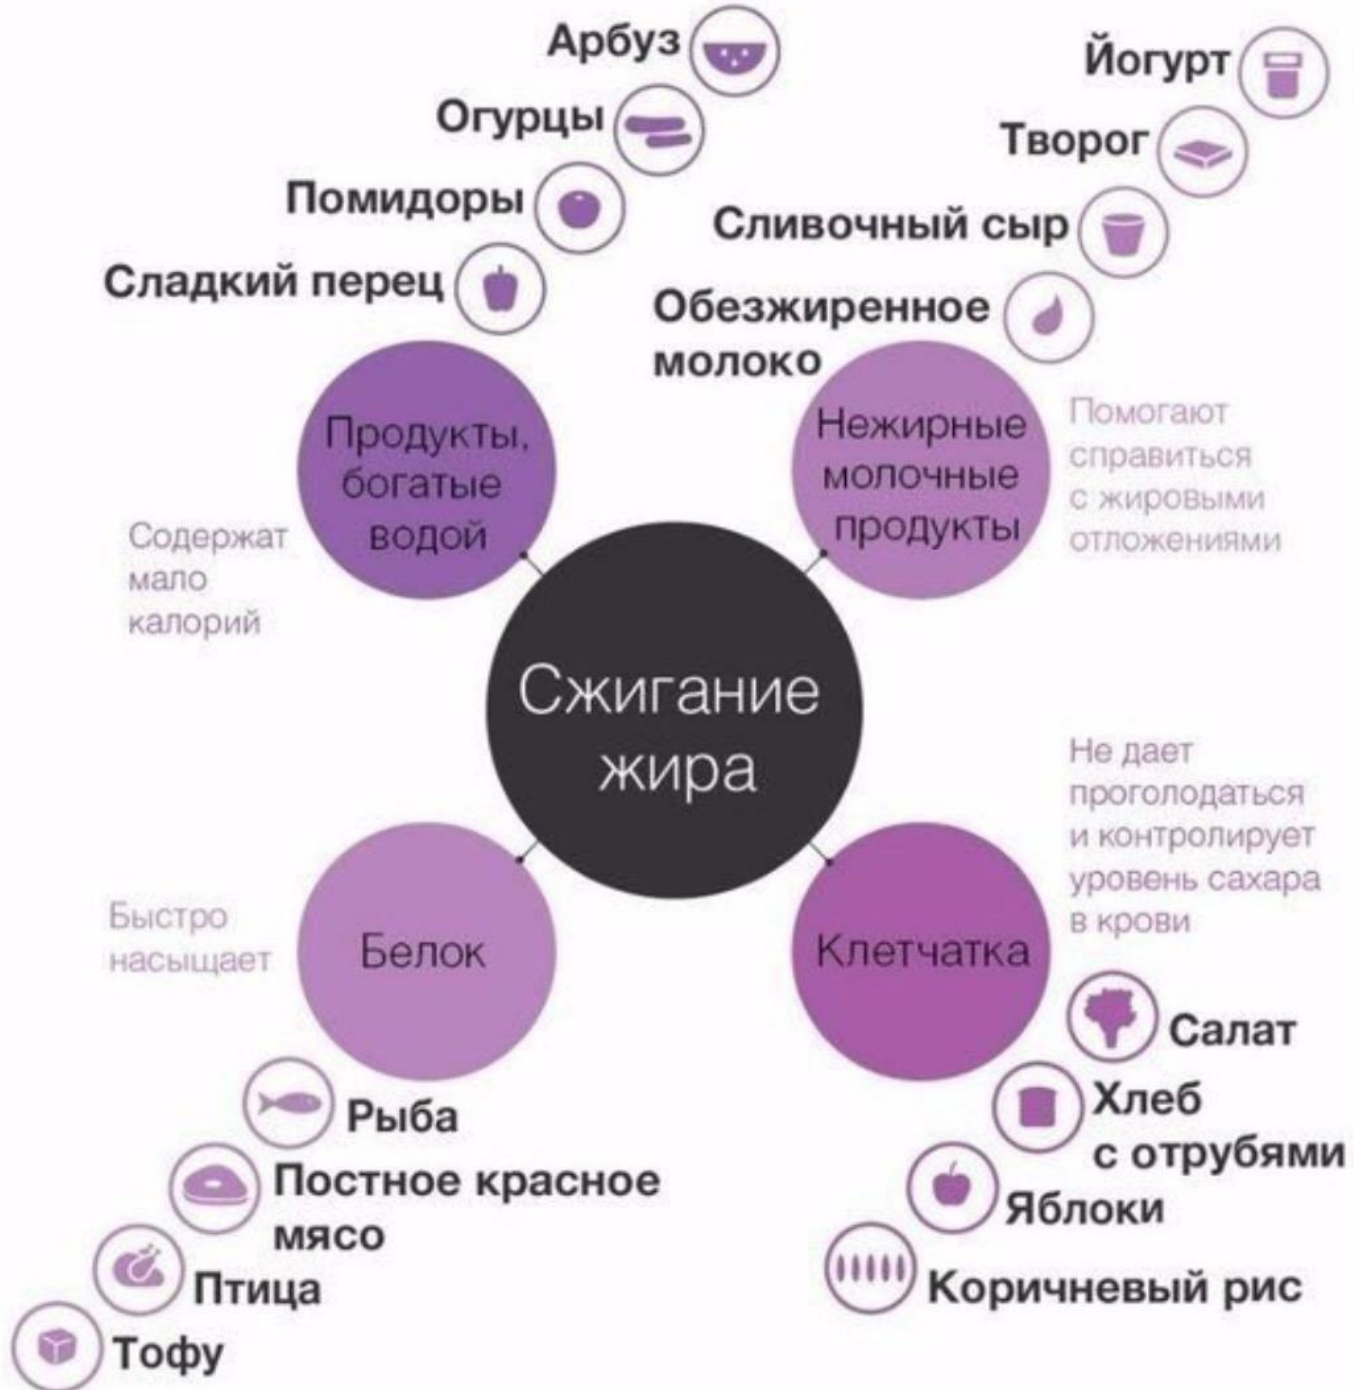 Арбуз
Огурцы
Помидоры
Сладкий перец
Йогурт
Творог
Сливочный сыр
Обезжиренное
молоко
Продукты,
богатые
водой
Содержат
мало
калорий
Нежирные
молочные
продукты
Помогают
справиться
с жировыми
отложениями
Сжигание
жира
Быстро
насыщает
Белок
Рыба
Постное красное
мясо
Птица
Тофу
Клетчатка
Не дает
проголодаться
и контролирует
уровень сахара
в крови
Салат
Хлеб
с отрубями
Яблоки
Коричневый рис